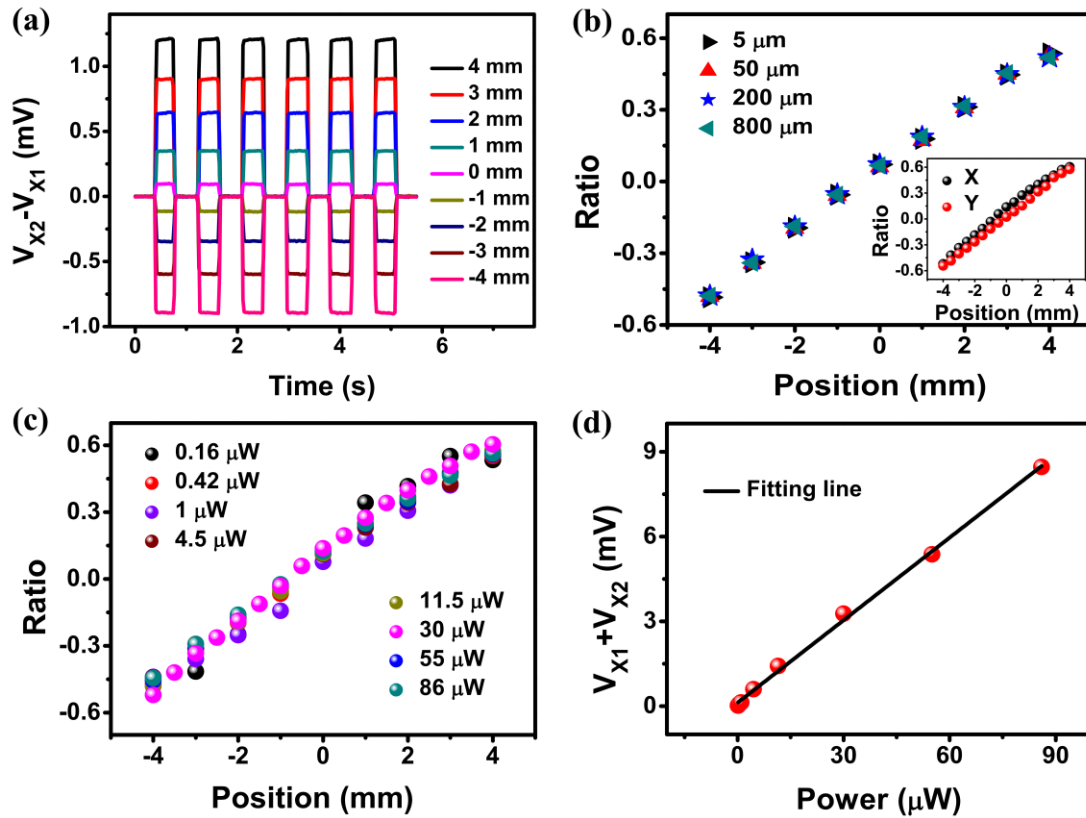 (a)
V_X2-V_X1 (mV)
1.0
0.5
0.0
-0.5
-1.0
0 2 4 6
Time (s)
4 mm
3 mm
2 mm
1 mm
0 mm
-1 mm
-2 mm
-3 mm
-4 mm
(b)
Ratio
0.6
0.3
0.0
-0.3
-0.6
-4 -2 0 2 4
Position (mm)
5 μm
50 μm
200 μm
800 μm
Ratio
0.6
0.3
0.0
-0.3
-0.6
X
Y
-4 -2 0 2 4
Position (mm)
(c)
Ratio
0.6
0.3
0.0
-0.3
-0.6
-4 -2 0 2 4
Position (mm)
0.16 μW
0.42 μW
1 μW
4.5 μW
11.5 μW
30 μW
55 μW
86 μW
(d)
V_X1+V_X2 (mV)
9
6
3
0
0 30 60 90
Power (μW)
Fitting line